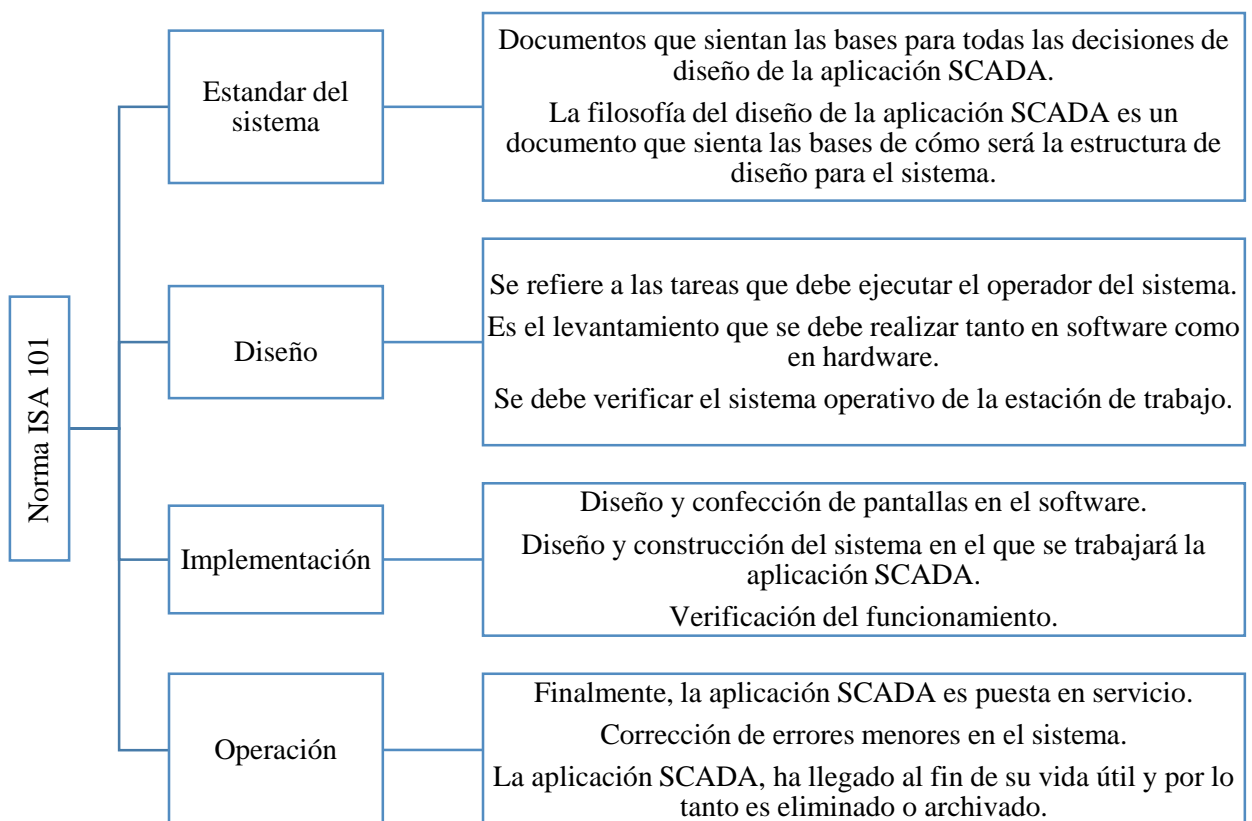 Norma ISA 101
Estandar del
sistema
Documentos que sientan las bases para todas las decisiones de
diseño de la aplicación SCADA.
La filosofía del diseño de la aplicación SCADA es un
documento que sienta las bases de cómo será la estructura de
diseño para el sistema.
Diseño
Se refiere a las tareas que debe ejecutar el operador del sistema.
Es el levantamiento que se debe realizar tanto en software como
en hardware.
Se debe verificar el sistema operativo de la estación de trabajo.
Implementación
Diseño y confección de pantallas en el software.
Diseño y construcción del sistema en el que se trabajará la
aplicación SCADA.
Verificación del funcionamiento.
Operación
Finalmente, la aplicación SCADA es puesta en servicio.
Corrección de errores menores en el sistema.
La aplicación SCADA, ha llegado al fin de su vida útil y por lo
tanto es eliminado o archivado.